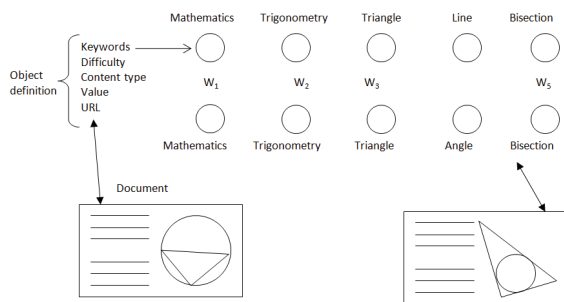 Mathematics Trigonometry Triangle Line Bisection
Keywords
Difficulty
Content type
Value
URL
Object
definition
W1 W2 W3 W5
Mathematics Trigonometry Triangle Angle Bisection
Document